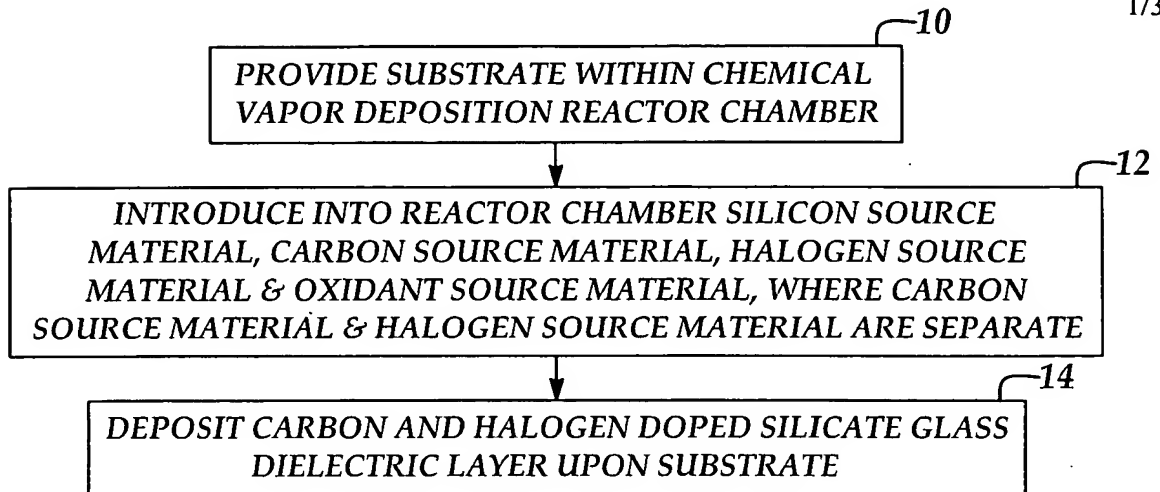 1/3
10
PROVIDE SUBSTRATE WITHIN CHEMICAL
VAPOR DEPOSITION REACTOR CHAMBER
12
INTRODUCE INTO REACTOR CHAMBER SILICON SOURCE
MATERIAL, CARBON SOURCE MATERIAL, HALOGEN SOURCE
MATERIAL & OXIDANT SOURCE MATERIAL, WHERE CARBON
SOURCE MATERIAL & HALOGEN SOURCE MATERIAL ARE SEPARATE
14
DEPOSIT CARBON AND HALOGEN DOPED SILICATE GLASS
DIELECTRIC LAYER UPON SUBSTRATE